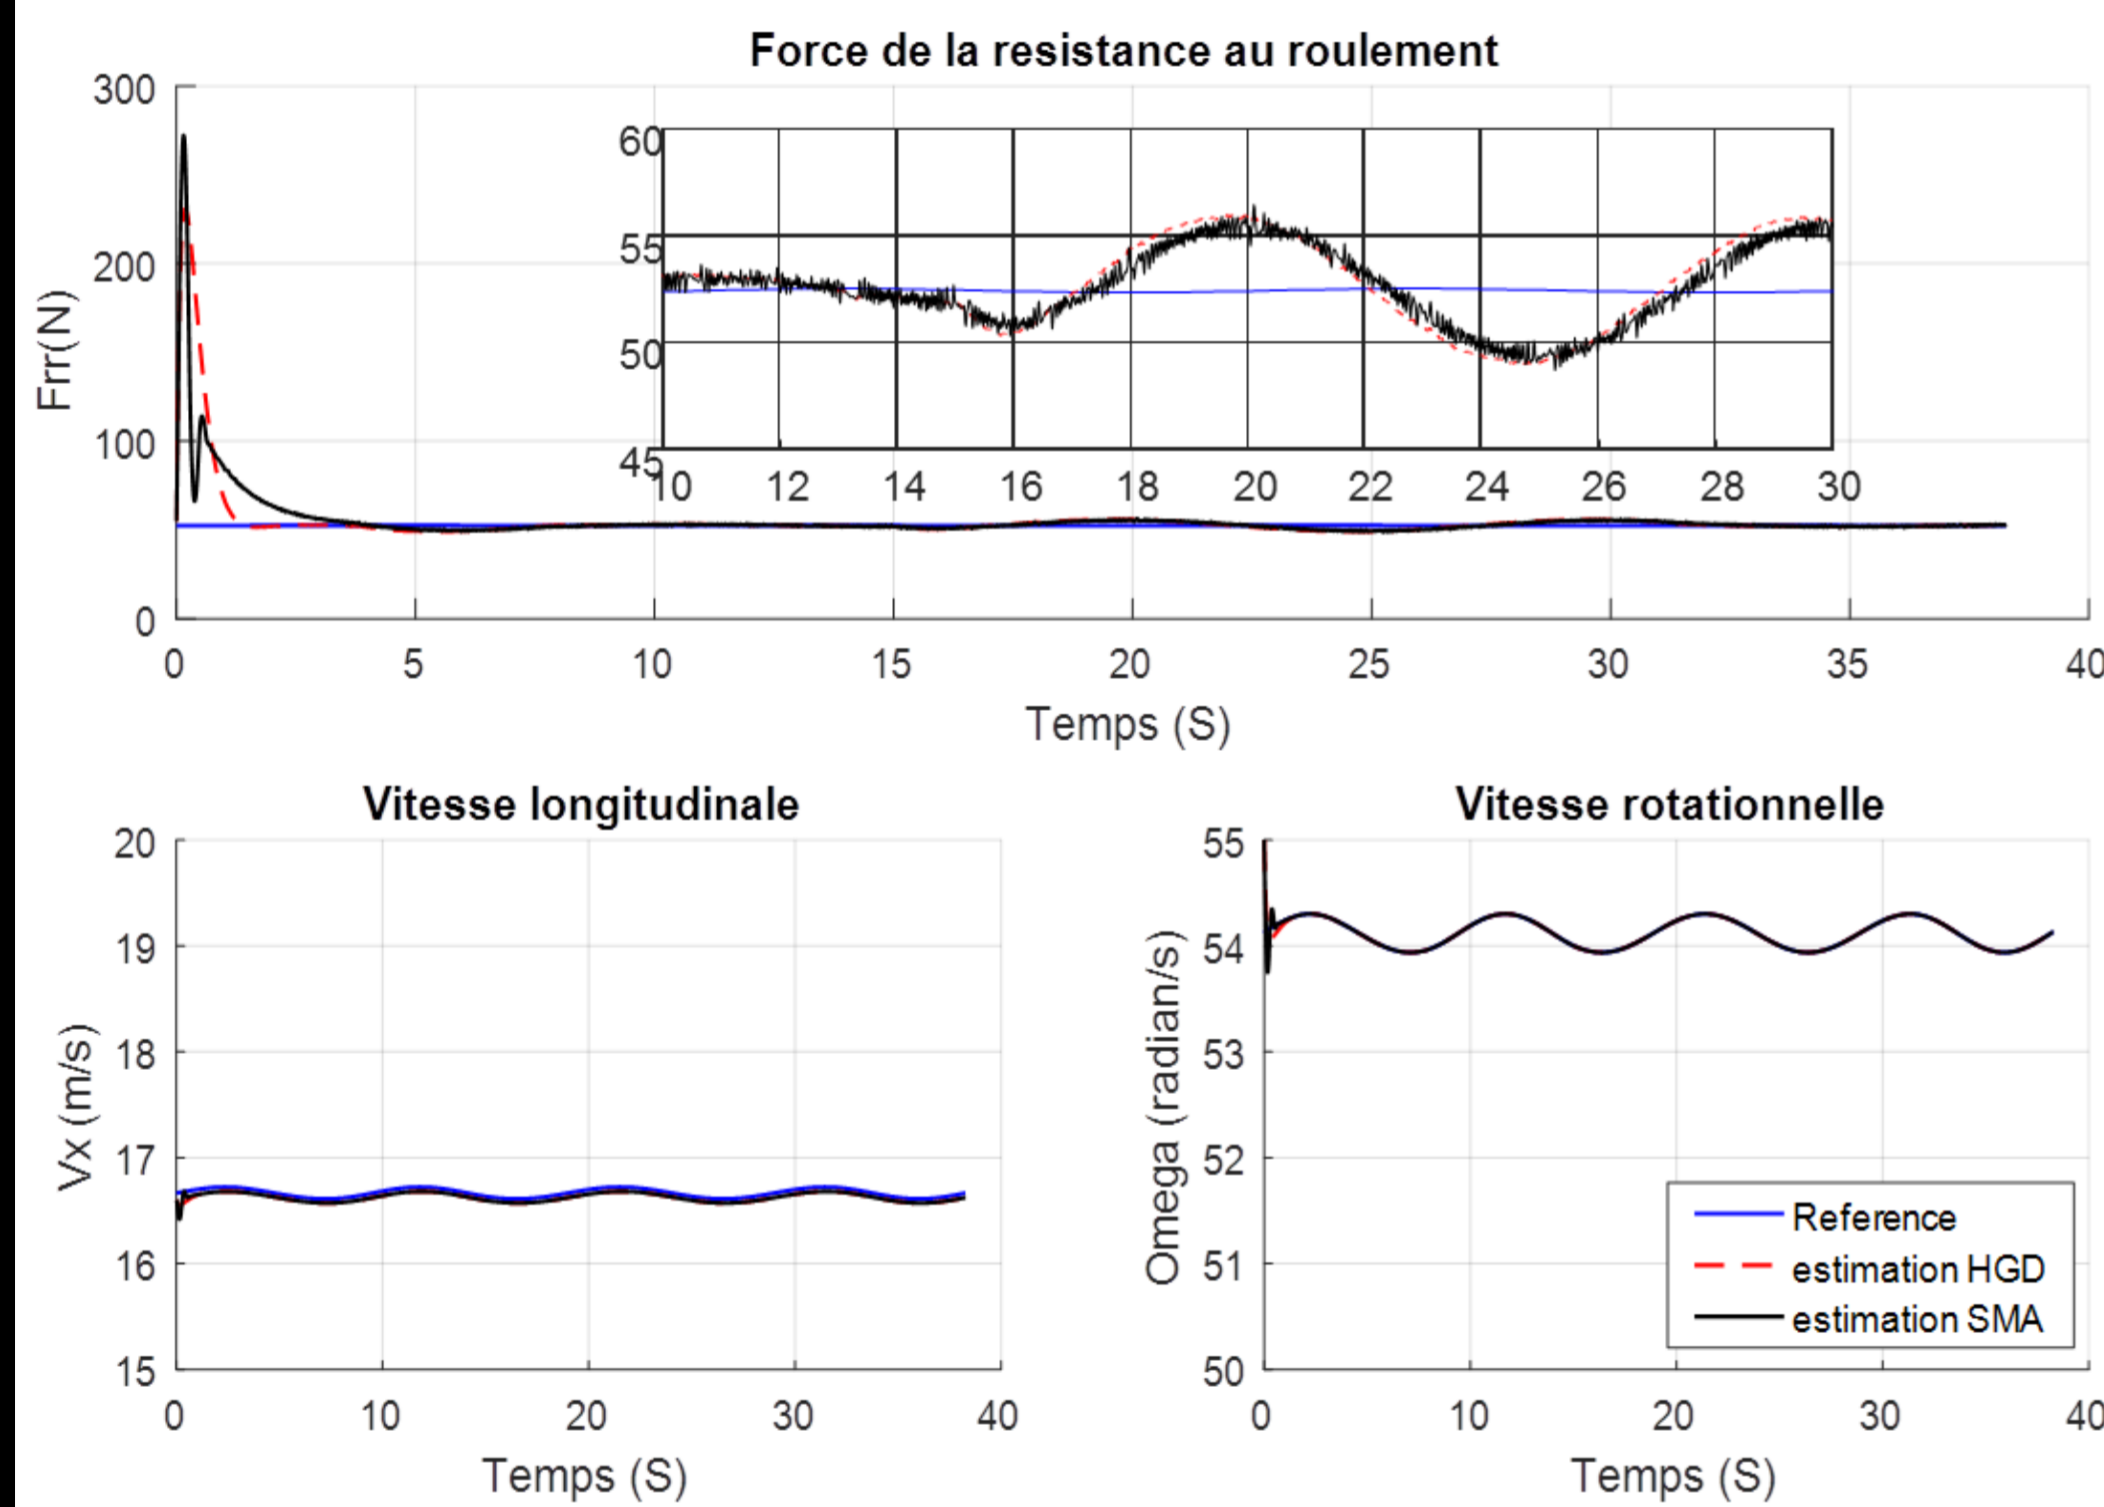 Force de la resistance au roulement
300
200
100
0
Frr(N)
60
55
50
45
10 12 14 16 18 20 22 24 26 28 30
0 5 10 15 20 25 30 35 40
Temps (S)
Vitesse longitudinale
20
19
18
17
16
15
Vx (m/s)
0 10 20 30 40
Temps (S)
Vitesse rotationnelle
55
54
53
52
51
50
Omega (radian/s)
Reference
estimation HGD
estimation SMA
0 10 20 30 40
Temps (S)